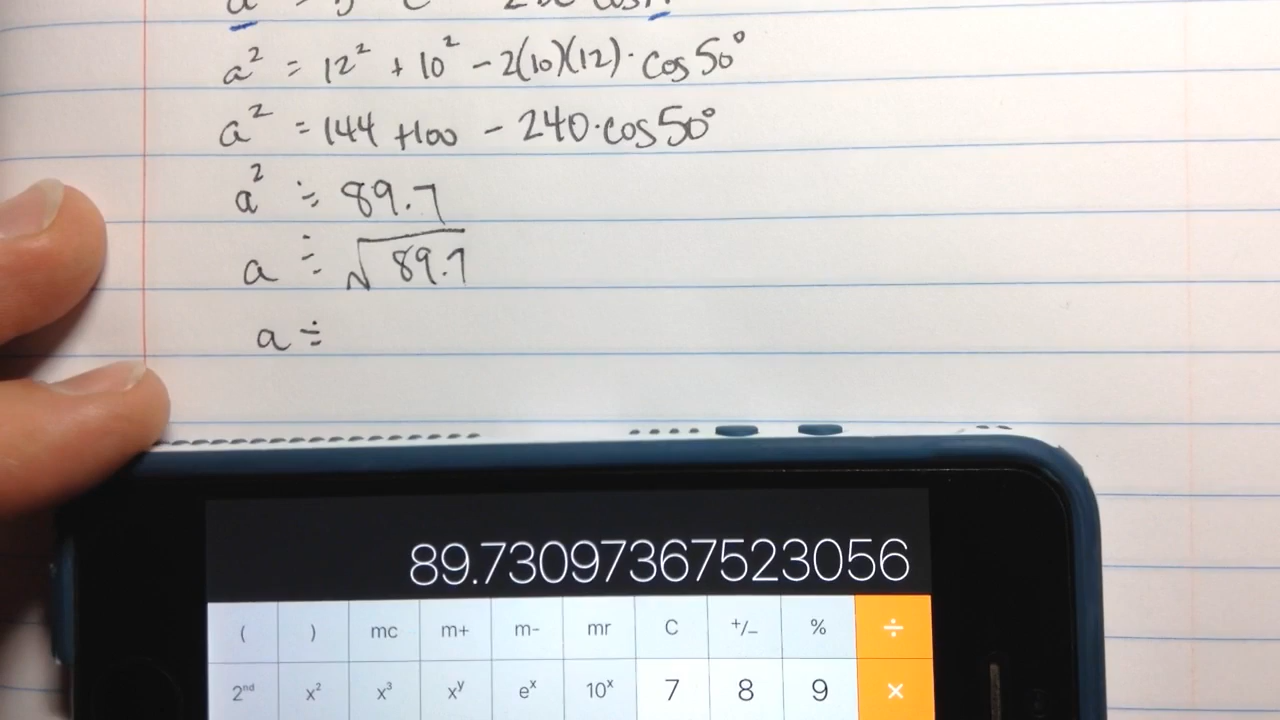 a² = 12² + 10² - 2(10)(12) · cos 50°
a² = 144 + 100 - 240 · cos 50°
a² ≐ 89.7
a ≐ √89.7
a ≐
89.73097367523056
( ) mc m+ m- mr C +/_ % ÷
2nd x² x³ xʸ eˣ 10ˣ 7 8 9 ×